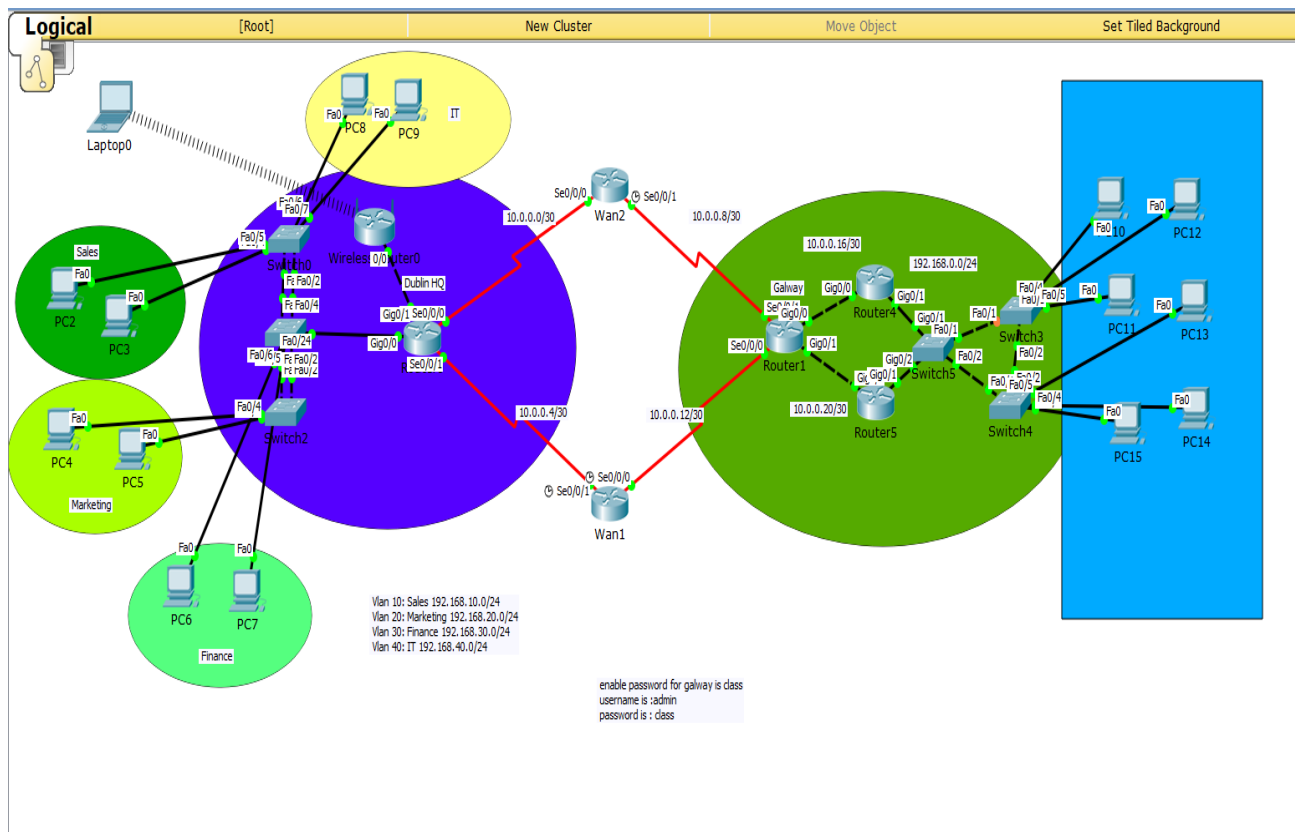 Logical [Root] New Cluster Move Object Set Tiled Background
Laptop0
Fa0 PC8
Fa0 PC9
IT
Fa0/7
Fa0/5
Switch0
Sales
Fa0 PC2
Fa0 PC3
0/0
Dublin HQ
Fa0/2
Fa0/4
Gig0/1 Se0/0/0
Fa0/24 Gig0/0
Se0/0/1
Fa0/2
Fa0/2
Fa0/4
Switch2
Fa0 PC4
Fa0 PC5
Marketing
Fa0 PC6
Fa0 PC7
Finance
10.0.0.0/30
Se0/0/0 Se0/0/1
Wan2
10.0.0.8/30
10.0.0.4/30
10.0.0.12/30
Se0/0/0
Se0/0/1
Wan1
10.0.0.16/30
192.168.0.0/24
Galway
Gig0/0
Se0/0/0
Router1
Gig0/1
Gig0/0
Router4
Gig0/1
Gig0/1
Fa0/1
Gig0/2
Switch5
Fa0/2
Gig0/1
10.0.0.20/30
Router5
Fa0/1
Fa0/5
Switch3
Fa0/2
Fa0/5
Fa0/4
Switch4
Fa0
Fa0 PC12
Fa0 PC11
Fa0 PC13
Fa0 PC15
Fa0 PC14
Vlan 10: Sales 192.168.10.0/24
Vlan 20: Marketing 192.168.20.0/24
Vlan 30: Finance 192.168.30.0/24
Vlan 40: IT 192.168.40.0/24
enable password for galway is class
username is :admin
password is : class